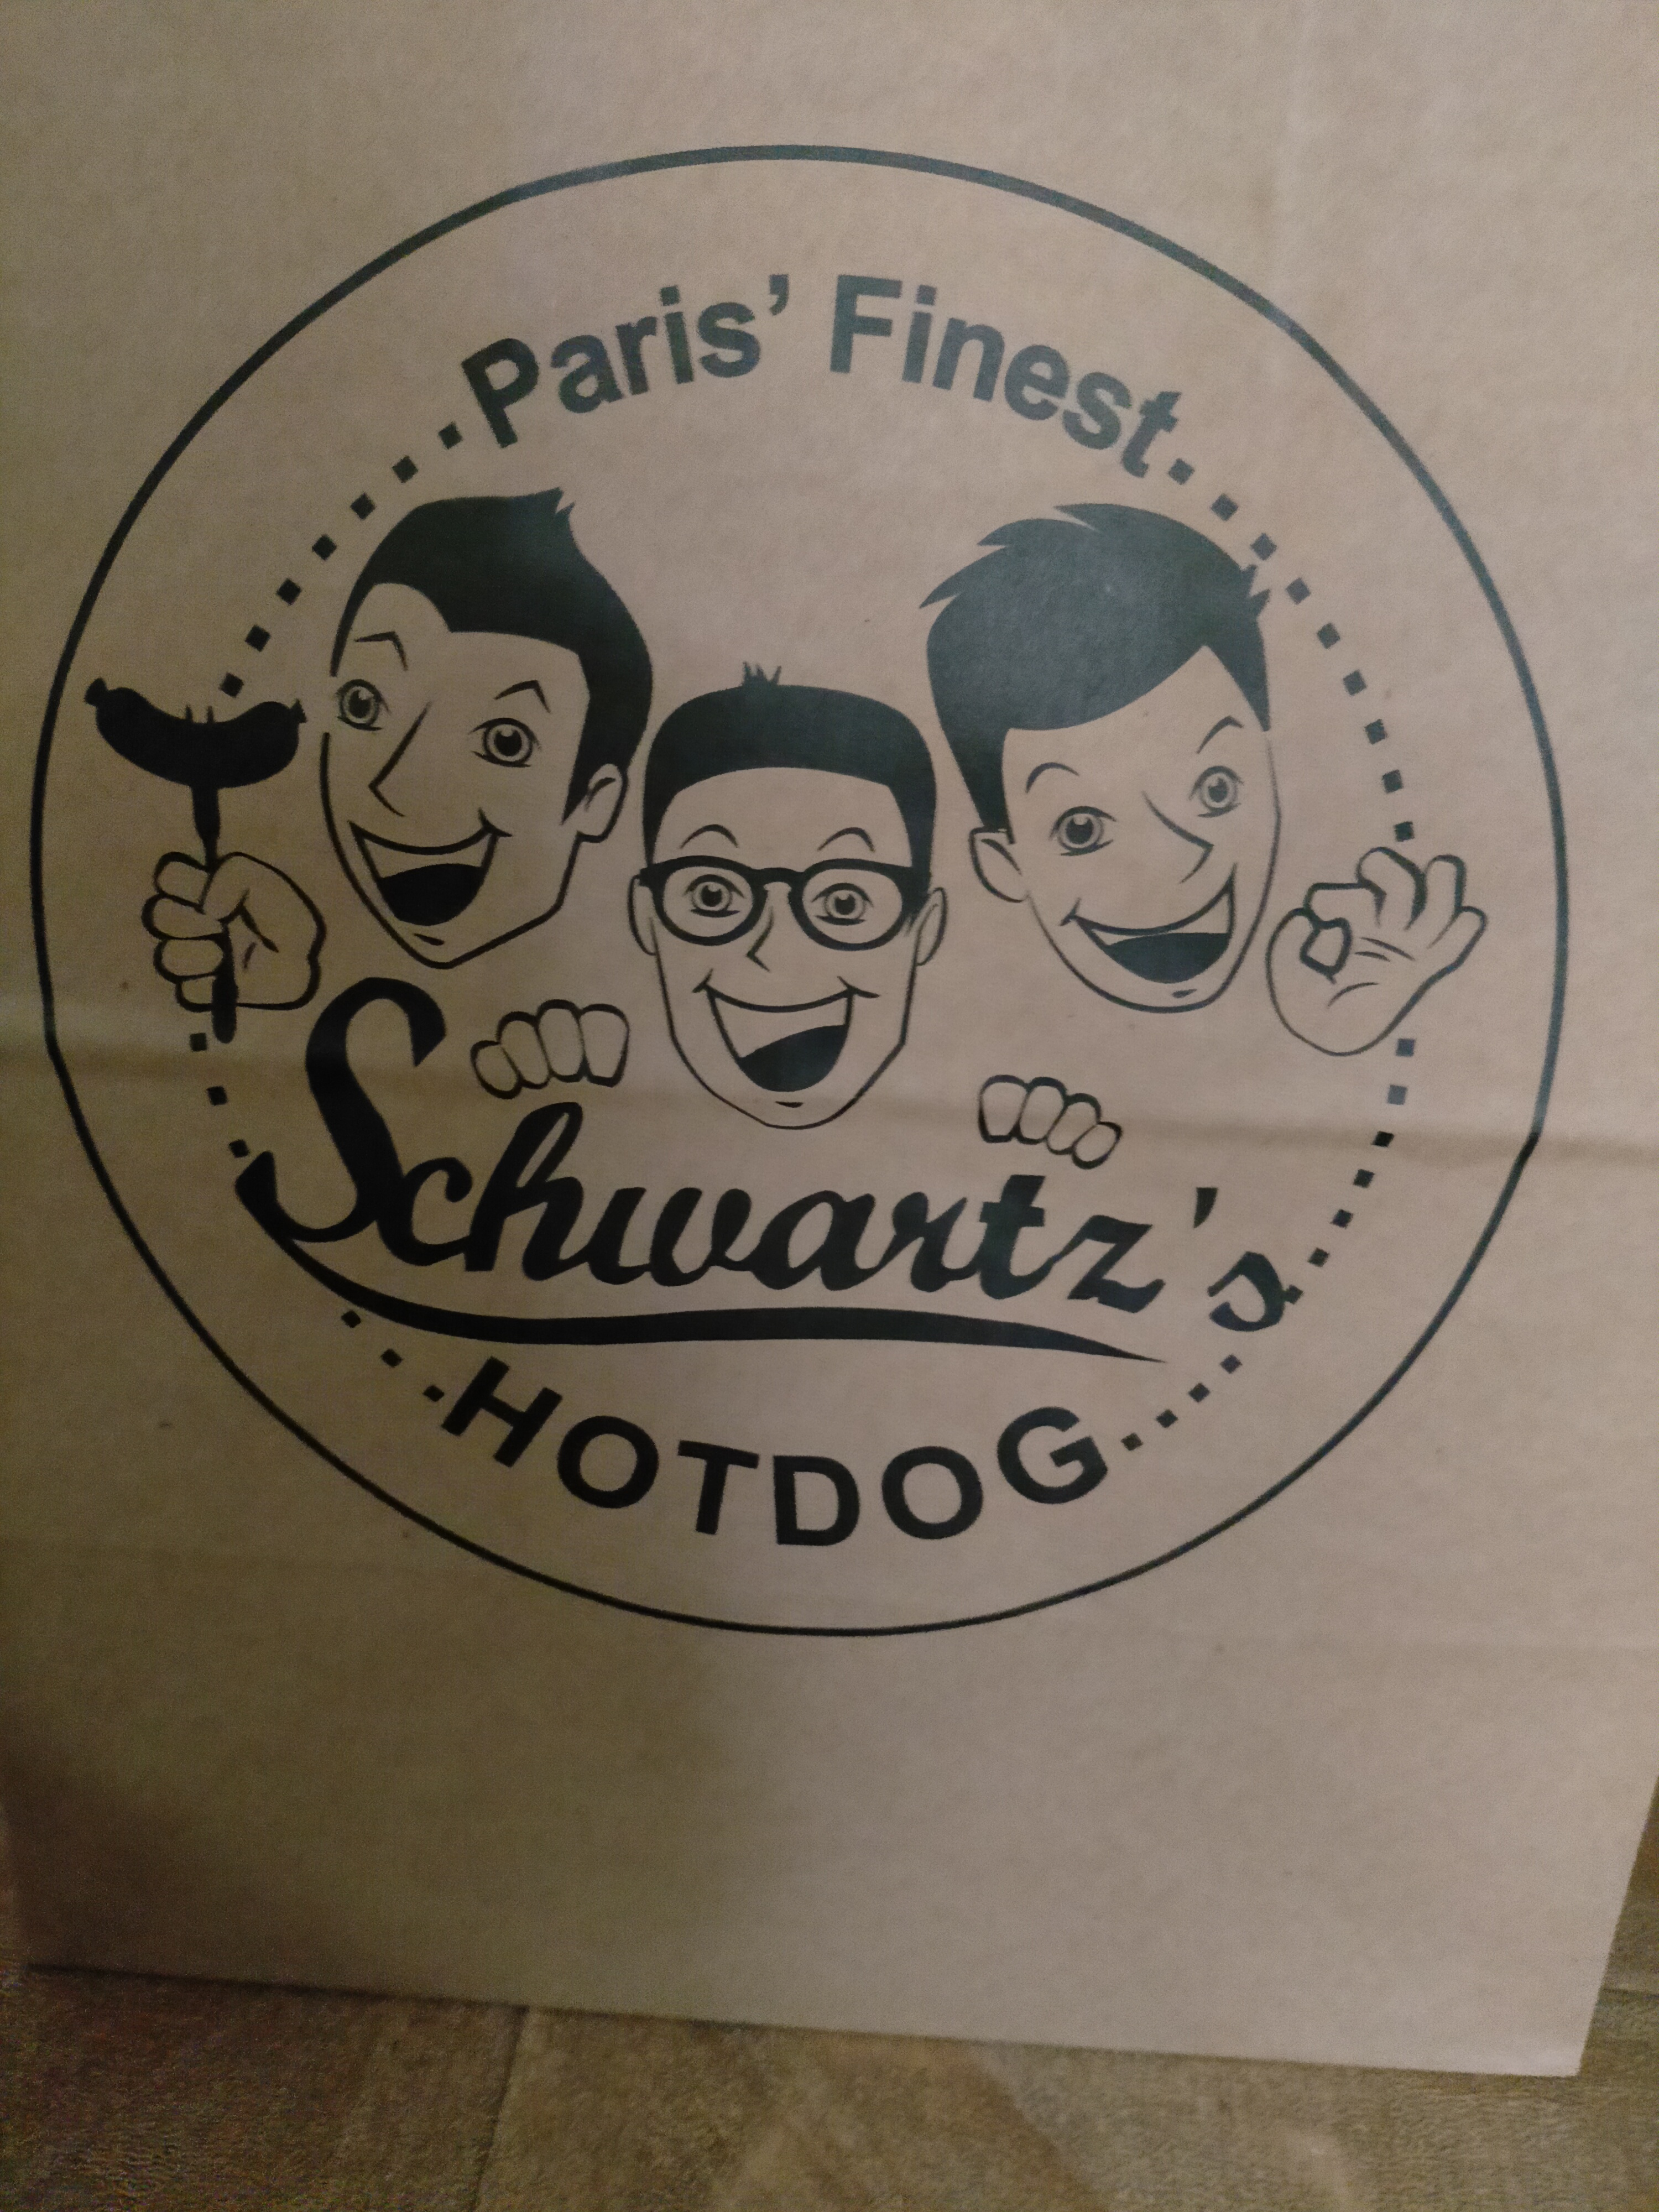 Paris' Finest
Schwartz's
HOTDOG